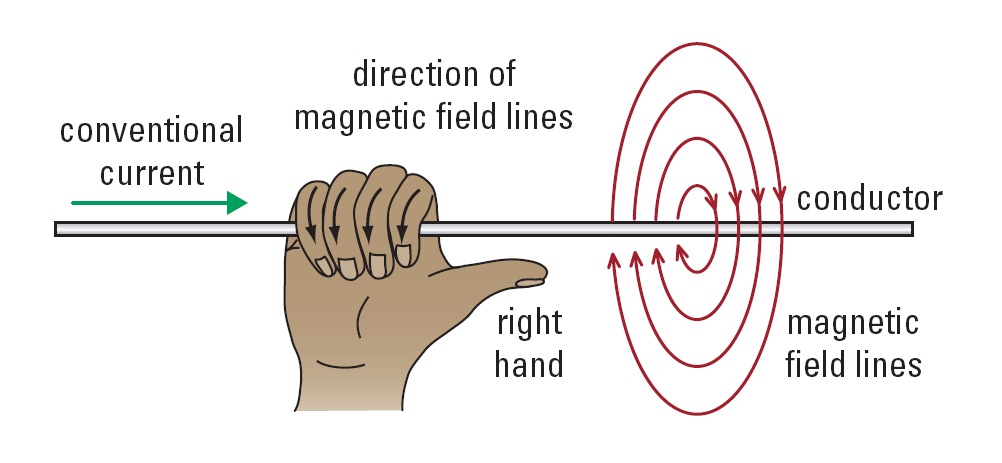 direction of
magnetic field lines
conventional
current
conductor
right
hand
magnetic
field lines